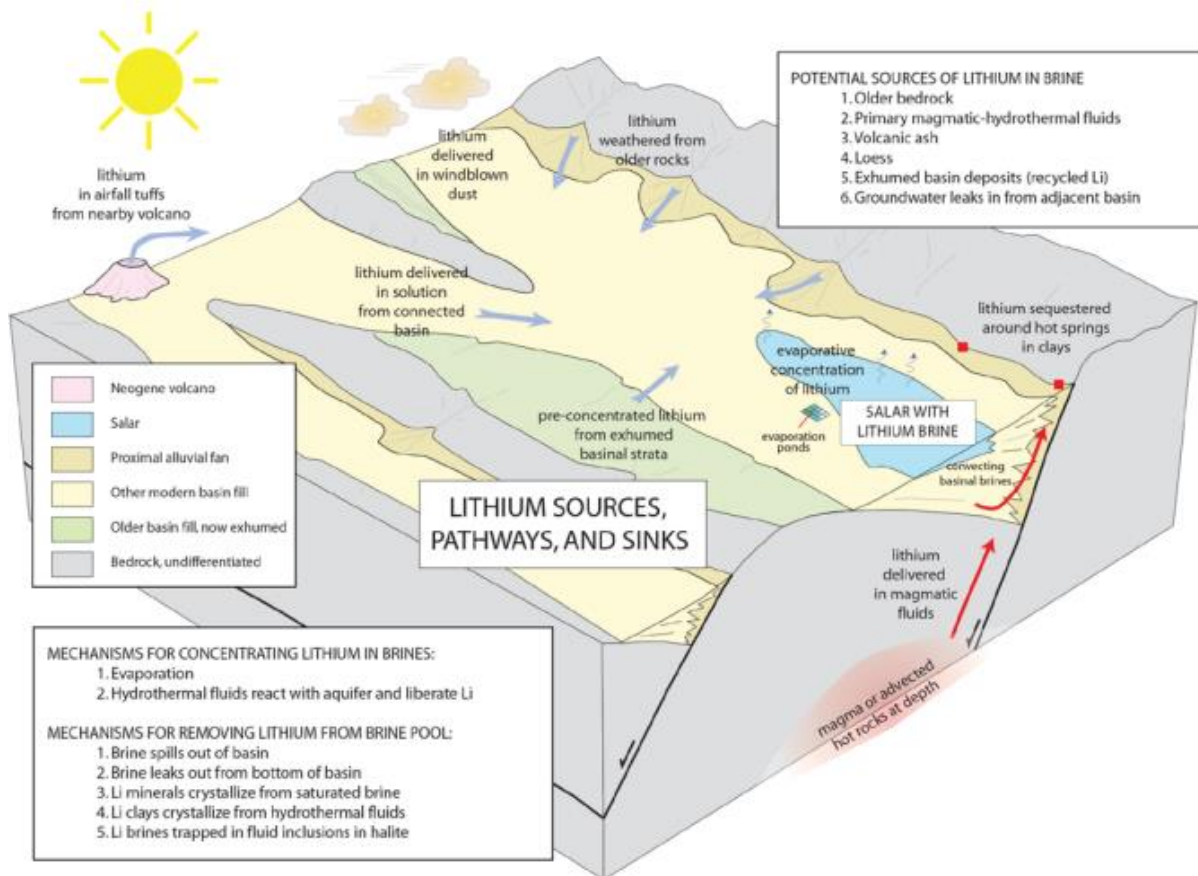 POTENTIAL SOURCES OF LITHIUM IN BRINE
1. Older bedrock
2. Primary magmatic-hydrothermal fluids
3. Volcanic ash
4. Loess
5. Exhumed basin deposits (recycled Li)
6. Groundwater leaks in from adjacent basin
lithium
in airfall tuffs
from nearby volcano
lithium
delivered
in windblown
dust
lithium
weathered from
older rocks
lithium delivered
in solution
from connected
basin
lithium sequestered
around hot springs
in clays
evaporative
concentration
of lithium
SALAR WITH
LITHIUM BRINE
evaporation
ponds
pre-concentrated lithium
from exhumed
basinal strata
convecting
basinal brines
LITHIUM SOURCES,
PATHWAYS, AND SINKS
lithium
delivered
in magmatic
fluids
magma or advected
hot rocks at depth
Neogene volcano
Salar
Proximal alluvial fan
Other modern basin fill
Older basin fill, now exhumed
Bedrock, undifferentiated
MECHANISMS FOR CONCENTRATING LITHIUM IN BRINES:
1. Evaporation
2. Hydrothermal fluids react with aquifer and liberate Li
MECHANISMS FOR REMOVING LITHIUM FROM BRINE POOL:
1. Brine spills out of basin
2. Brine leaks out from bottom of basin
3. Li minerals crystallize from saturated brine
4. Li clays crystallize from hydrothermal fluids
5. Li brines trapped in fluid inclusions in halite